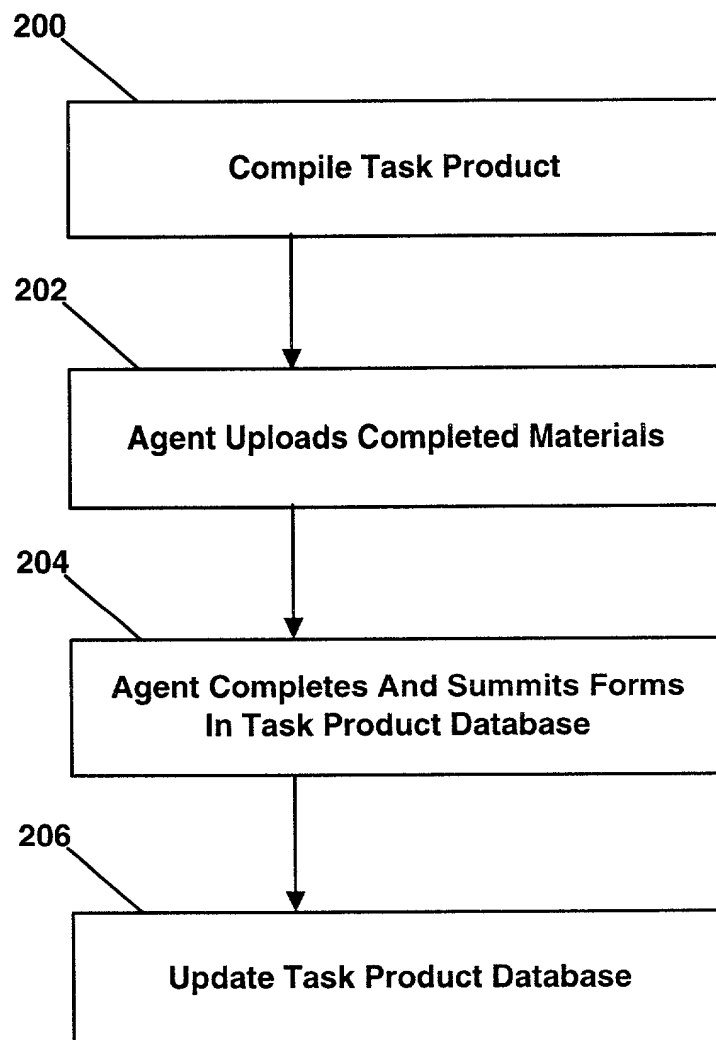 200
Compile Task Product
202
Agent Uploads Completed Materials
204
Agent Completes And Summits Forms
In Task Product Database
206
Update Task Product Database